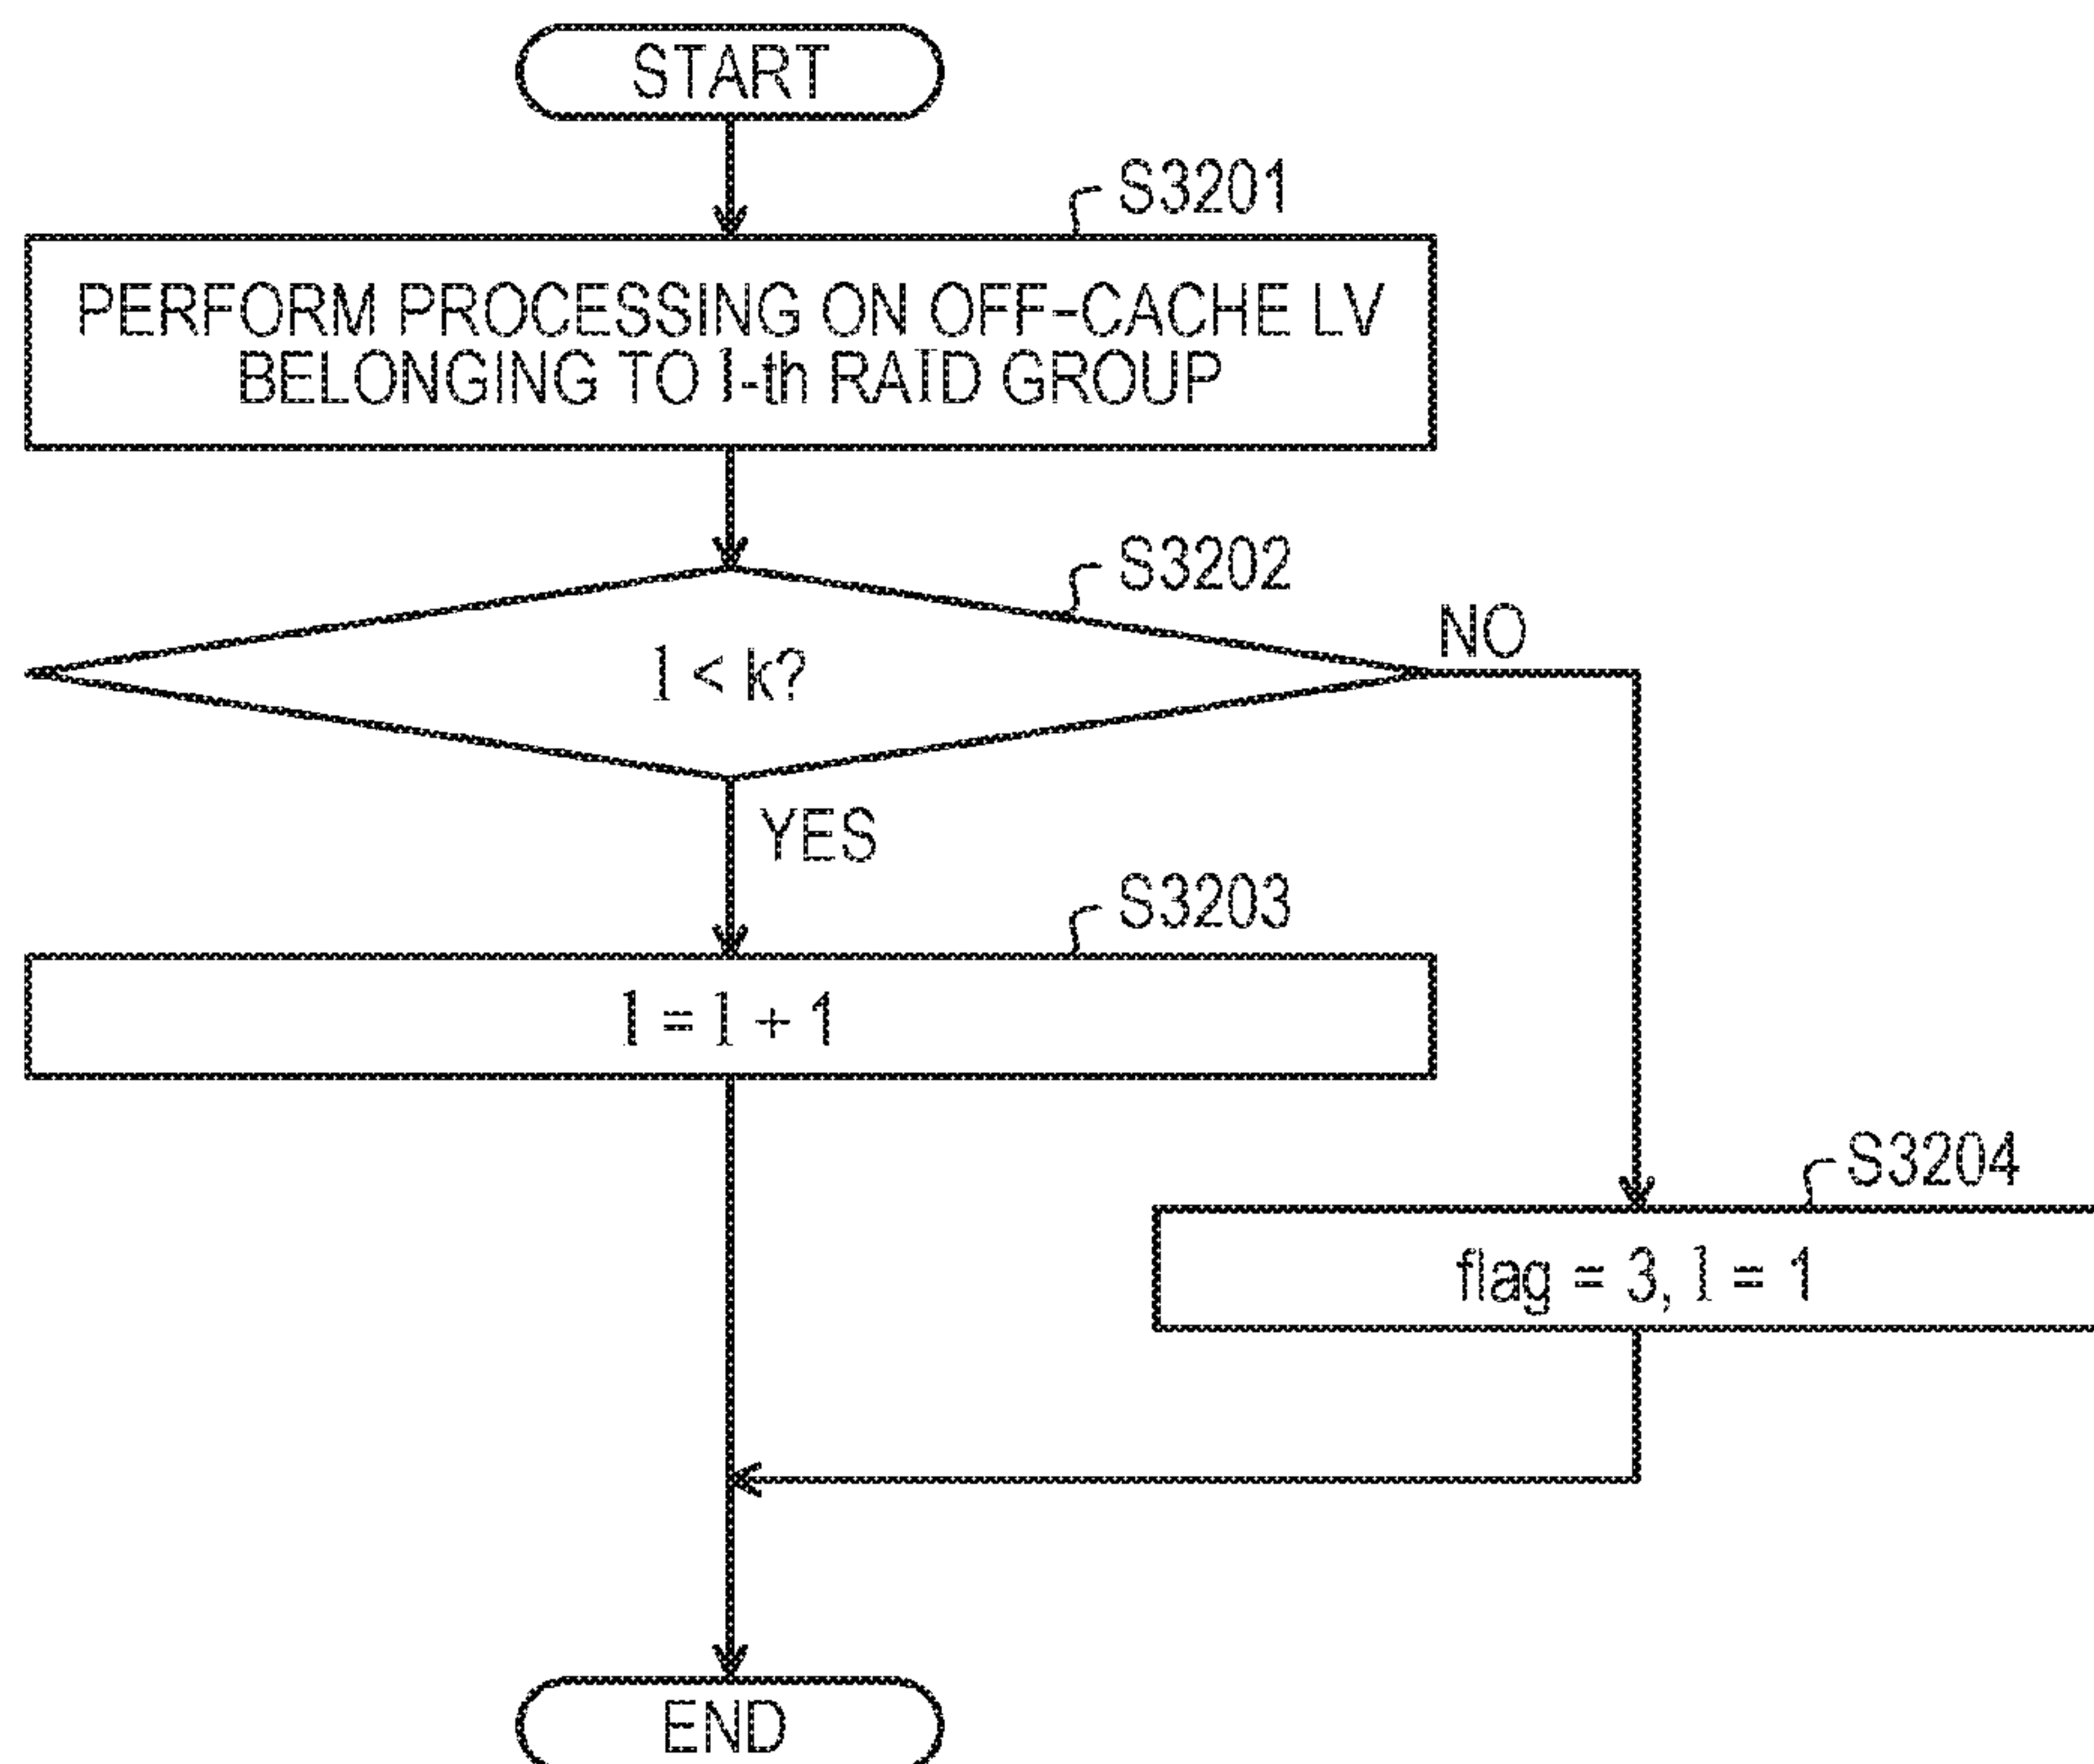 START
S3201
PERFORM PROCESSING ON OFF-CACHE LV
BELONGING TO l-th RAID GROUP
S3202
l < k?
NO
YES
S3203
l = l + 1
S3204
flag = 3, l = 1
END